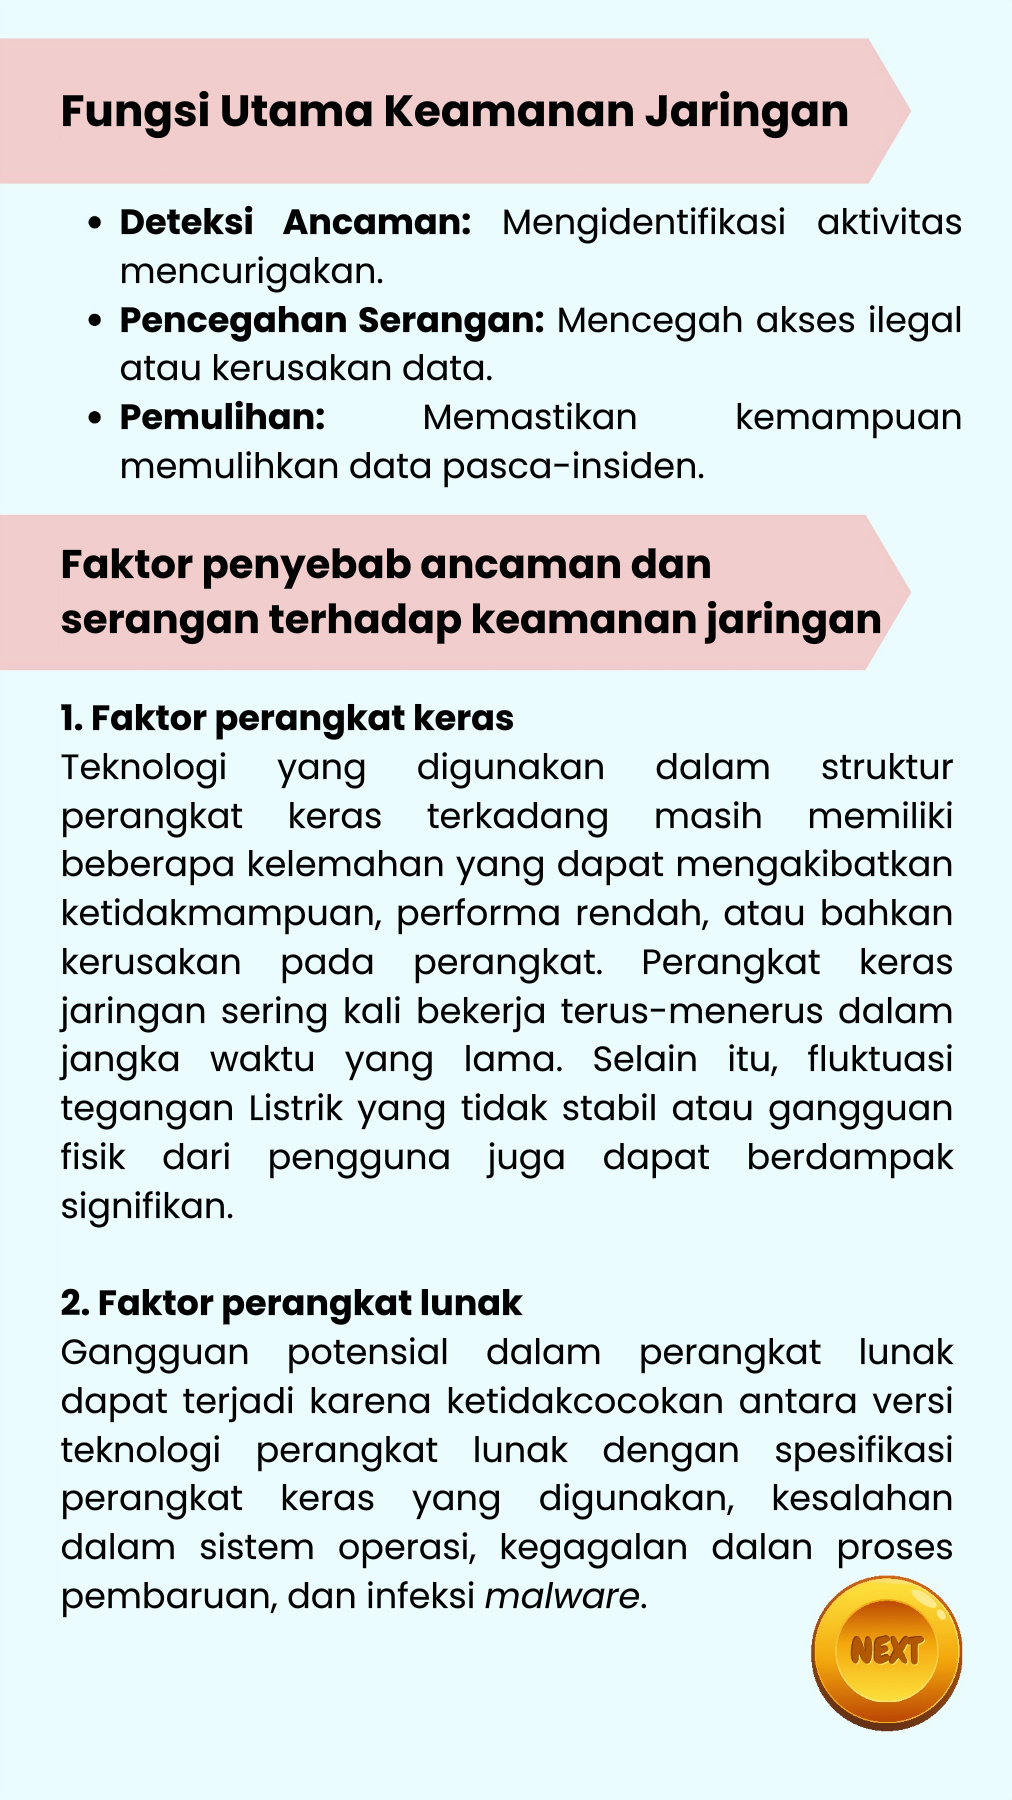 Fungsi Utama Keamanan Jaringan
• Deteksi Ancaman: Mengidentifikasi aktivitas
mencurigakan.
• Pencegahan Serangan: Mencegah akses ilegal
atau kerusakan data.
• Pemulihan: Memastikan kemampuan
memulihkan data pasca-insiden.
Faktor penyebab ancaman dan
serangan terhadap keamanan jaringan
1. Faktor perangkat keras
Teknologi yang digunakan dalam struktur
perangkat keras terkadang masih memiliki
beberapa kelemahan yang dapat mengakibatkan
ketidakmampuan, performa rendah, atau bahkan
kerusakan pada perangkat. Perangkat keras
jaringan sering kali bekerja terus-menerus dalam
jangka waktu yang lama. Selain itu, fluktuasi
tegangan Listrik yang tidak stabil atau gangguan
fisik dari pengguna juga dapat berdampak
signifikan.
2. Faktor perangkat lunak
Gangguan potensial dalam perangkat lunak
dapat terjadi karena ketidakcocokan antara versi
teknologi perangkat lunak dengan spesifikasi
perangkat keras yang digunakan, kesalahan
dalam sistem operasi, kegagalan dalan proses
pembaruan, dan infeksi malware.
NEXT